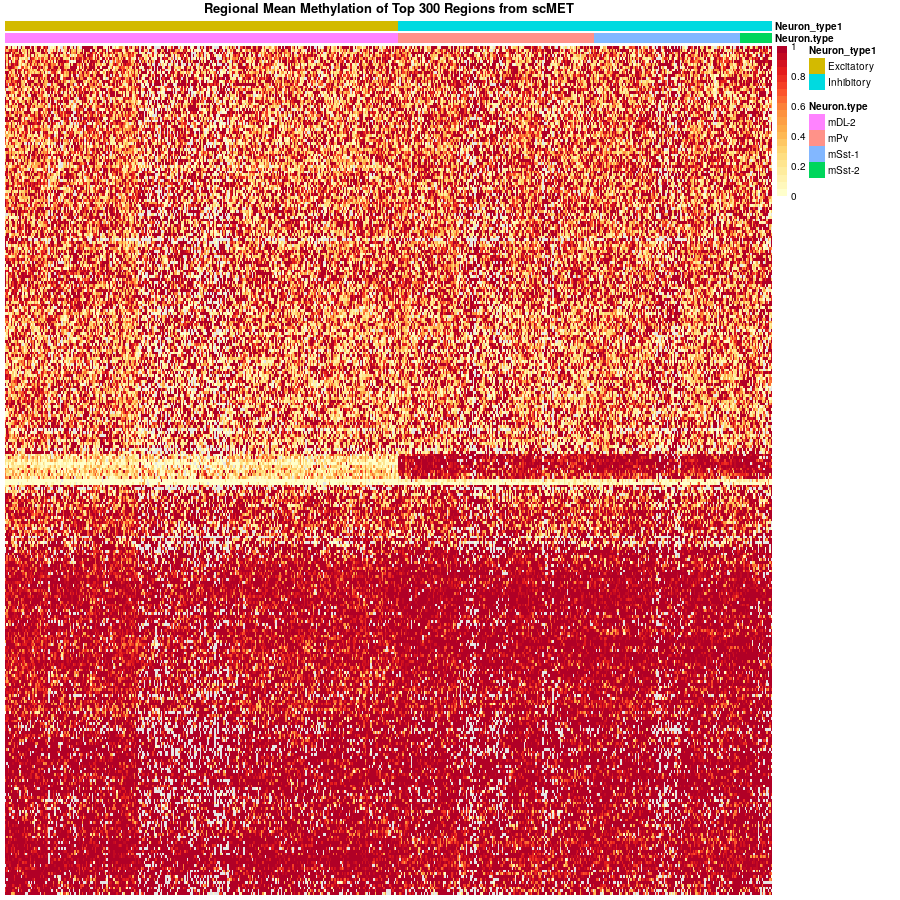 Regional Mean Methylation of Top 300 Regions from scMET
Neuron_type1
Neuron.type
1
0.8
0.6
0.4
0.2
0
Neuron_type1
Excitatory
Inhibitory
Neuron.type
mDL-2
mPv
mSst-1
mSst-2